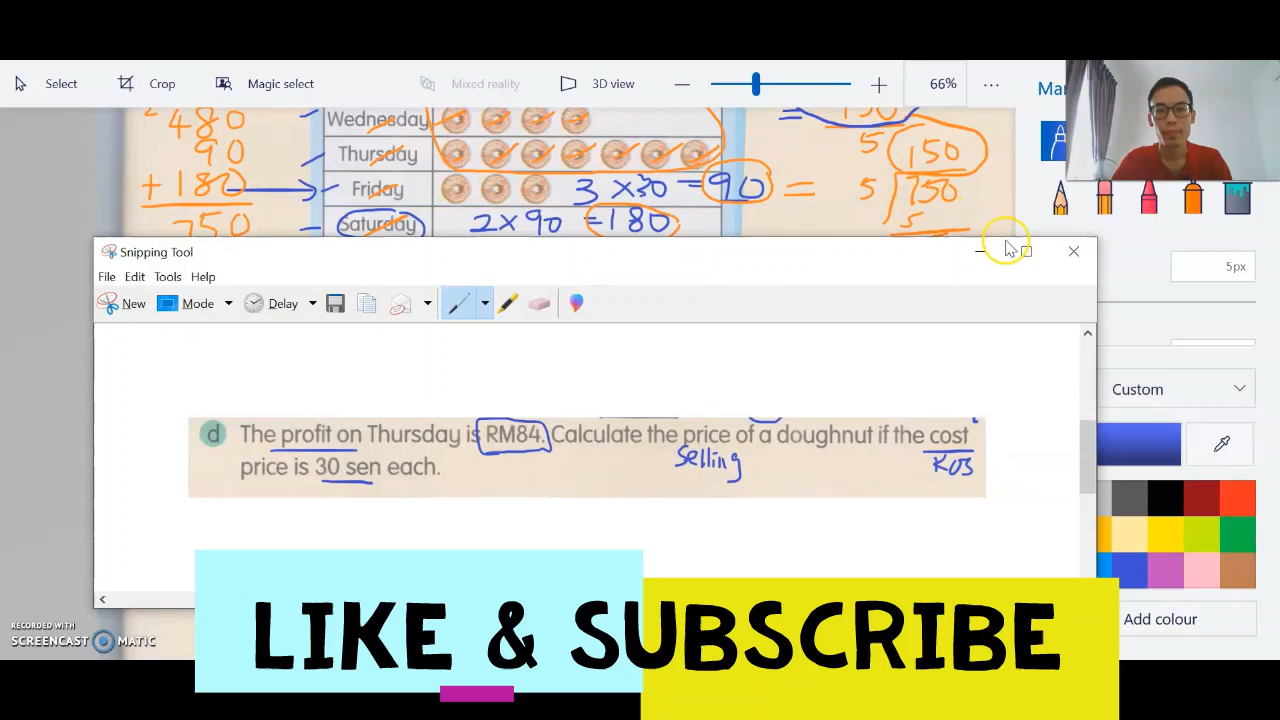 Select Crop Magic select Mixed reality 3D view 66% ...
480 Wednesday
90 Thursday 5 150
+180 Friday 3 x 30 = 90 = 5 750
750 Saturday 2 x 90 = 180 5
Snipping Tool
File Edit Tools Help
New Mode Delay
5px
Custom
d The profit on Thursday is RM84. Calculate the price of a doughnut if the cost
selling kos
price is 30 sen each.
Add colour
RECORDED WITH
SCREENCAST MATIC
LIKE & SUBSCRIBE